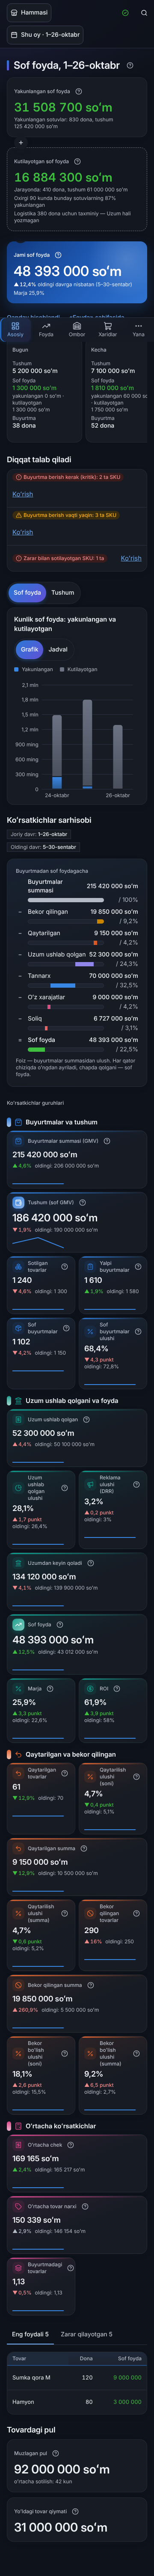 Hammasi
Shu oy · 1-26-oktabr
Sof foyda, 1–26-oktabr
Yakunlangan sof foyda
31 508 700 so‘m
Yakunlangan sotuvlar: 830 dona, tushum
125 420 000 so‘m
+
Kutilayotgan sof foyda
16 884 300 so‘m
Jarayonda: 410 dona, tushum 61 000 000 so‘m
Oxirgi 90 kunda bunday sotuvlarning 87%
yakunlangan
Logistika 380 dona uchun taxminiy — Uzum hali
yozmagan
Jami sof foyda
48 393 000 so‘m
▲12,4% oldingi davrga nisbatan (5-30-sentabr)
Marja 25,9%
Asosiy
Foyda
Ombor
Xaridlar
Yana
Bugun
Tushum
5 200 000 so‘m
Sof foyda
1 300 000 so‘m
yakunlangan 0 so‘m ·
kutilayotgan
1 300 000 so‘m
Buyurtma
38 dona
Kecha
Tushum
7 100 000 so‘m
Sof foyda
1 810 000 so‘m
yakunlangan 60 000 so
· kutilayotgan
1 750 000 so‘m
Buyurtma
52 dona
Diqqat talab qiladi
Buyurtma berish kerak (kritik): 2 ta SKU
Ko‘rish
Buyurtma berish vaqti yaqin: 3 ta SKU
Ko‘rish
Zarar bilan sotilayotgan SKU: 1 ta
Ko‘rish
Sof foyda
Tushum
Kunlik sof foyda: yakunlangan va
kutilayotgan
Grafik
Jadval
Yakunlangan
Kutilayotgan
2,1 mln
1,8 mln
1,5 mln
1,2 mln
900 ming
600 ming
300 ming
0
24-oktabr
26-oktabr
Ko‘rsatkichlar sarhisobi
Joriy davr: 1-26-oktabr
Oldingi davr: 5-30-sentabr
Buyurtmadan sof foydagacha
Buyurtmalar
summasi
215 420 000 so‘m
/ 100%
− Bekor qilingan
19 850 000 so‘m
/ 9,2%
− Qaytarilgan
9 150 000 so‘m
/ 4,2%
− Uzum ushlab qolgan
52 300 000 so‘m
/ 24,3%
− Tannarx
70 000 000 so‘m
/ 32,5%
− O‘z xarajatlar
9 000 000 so‘m
/ 4,2%
− Soliq
6 727 000 so‘m
/ 3,1%
= Sof foyda
48 393 000 so‘m
/ 22,5%
Foiz — buyurtmalar summasidan ulush. Har qator
oldingi
Ko‘rsatkichlar guruhlari
Buyurtmalar va tushum
Buyurtmalar summasi (GMV)
215 420 000 so‘m
▲4,6% oldingi: 206 000 000 so‘m
Tushum (sof GMV)
186 420 000 so‘m
▼1,9% oldingi: 190 000 000 so‘m
Sotilgan
tovarlar
1 240
▼4,6% oldingi: 1 300
Yalpi
buyurtmalar
1 610
▲1,9% oldingi: 1 580
Sof
buyurtmalar
1 102
▼4,2% oldingi: 1 150
Sof
buyurtmalar
ulushi
68,4%
▼4,3 punkt
oldingi: 72,8%
Uzum ushlab qolgani va foyda
Uzum ushlab qolgan
52 300 000 so‘m
▲4,4% oldingi: 50 100 000 so‘m
Uzum
ushlab
qolgan
ulushi
28,1%
▲1,7 punkt
oldingi: 26,4%
Reklama
ulushi
(DRR)
3,2%
▲0,2 punkt
oldingi: 3%
Uzumdan keyin qoladi
134 120 000 so‘m
▼4,1% oldingi: 139 900 000 so‘m
Sof foyda
48 393 000 so‘m
▲12,5% oldingi: 43 012 000 so‘m
Marja
25,9%
▲3,3 punkt
oldingi: 22,6%
ROI
61,9%
▲3,9 punkt
oldingi: 58%
Qaytarilgan va bekor qilingan
Qaytarilgan
tovarlar
61
▼12,9% oldingi: 70
Qaytarilish
ulushi
(soni)
4,7%
▼0,4 punkt
oldingi: 5,1%
Qaytarilgan summa
9 150 000 so‘m
▼12,9% oldingi: 10 500 000 so‘m
Qaytarilish
ulushi
(summa)
4,7%
▼0,6 punkt
oldingi: 5,2%
Bekor
qilingan
tovarlar
290
▲16% oldingi: 250
Bekor qilingan summa
19 850 000 so‘m
▲260,9% oldingi: 5 500 000 so‘m
Bekor
bo‘lish
ulushi
(soni)
18,1%
▲2,6 punkt
oldingi: 15,5%
Bekor
bo‘lish
ulushi
(summa)
9,2%
▲6,5 punkt
oldingi: 2,7%
O‘rtacha ko‘rsatkichlar
O‘rtacha chek
169 165 so‘m
▲2,4% oldingi: 165 217 so‘m
O‘rtacha tovar narxi
150 339 so‘m
▲2,9% oldingi: 146 154 so‘m
Buyurtmadagi
tovarlar
1,13
▼0,5% oldingi: 1,13
Eng foydali 5
Zarar qilayotgan 5
Tovar
Dona
Sof foyda
Sumka qora M
120
9 000 000
Hamyon
80
3 000 000
Tovardagi pul
Muzlagan pul
92 000 000 so‘m
o‘rtacha sotilish: 42 kun
Yo‘ldagi tovar qiymati
31 000 000 so‘m